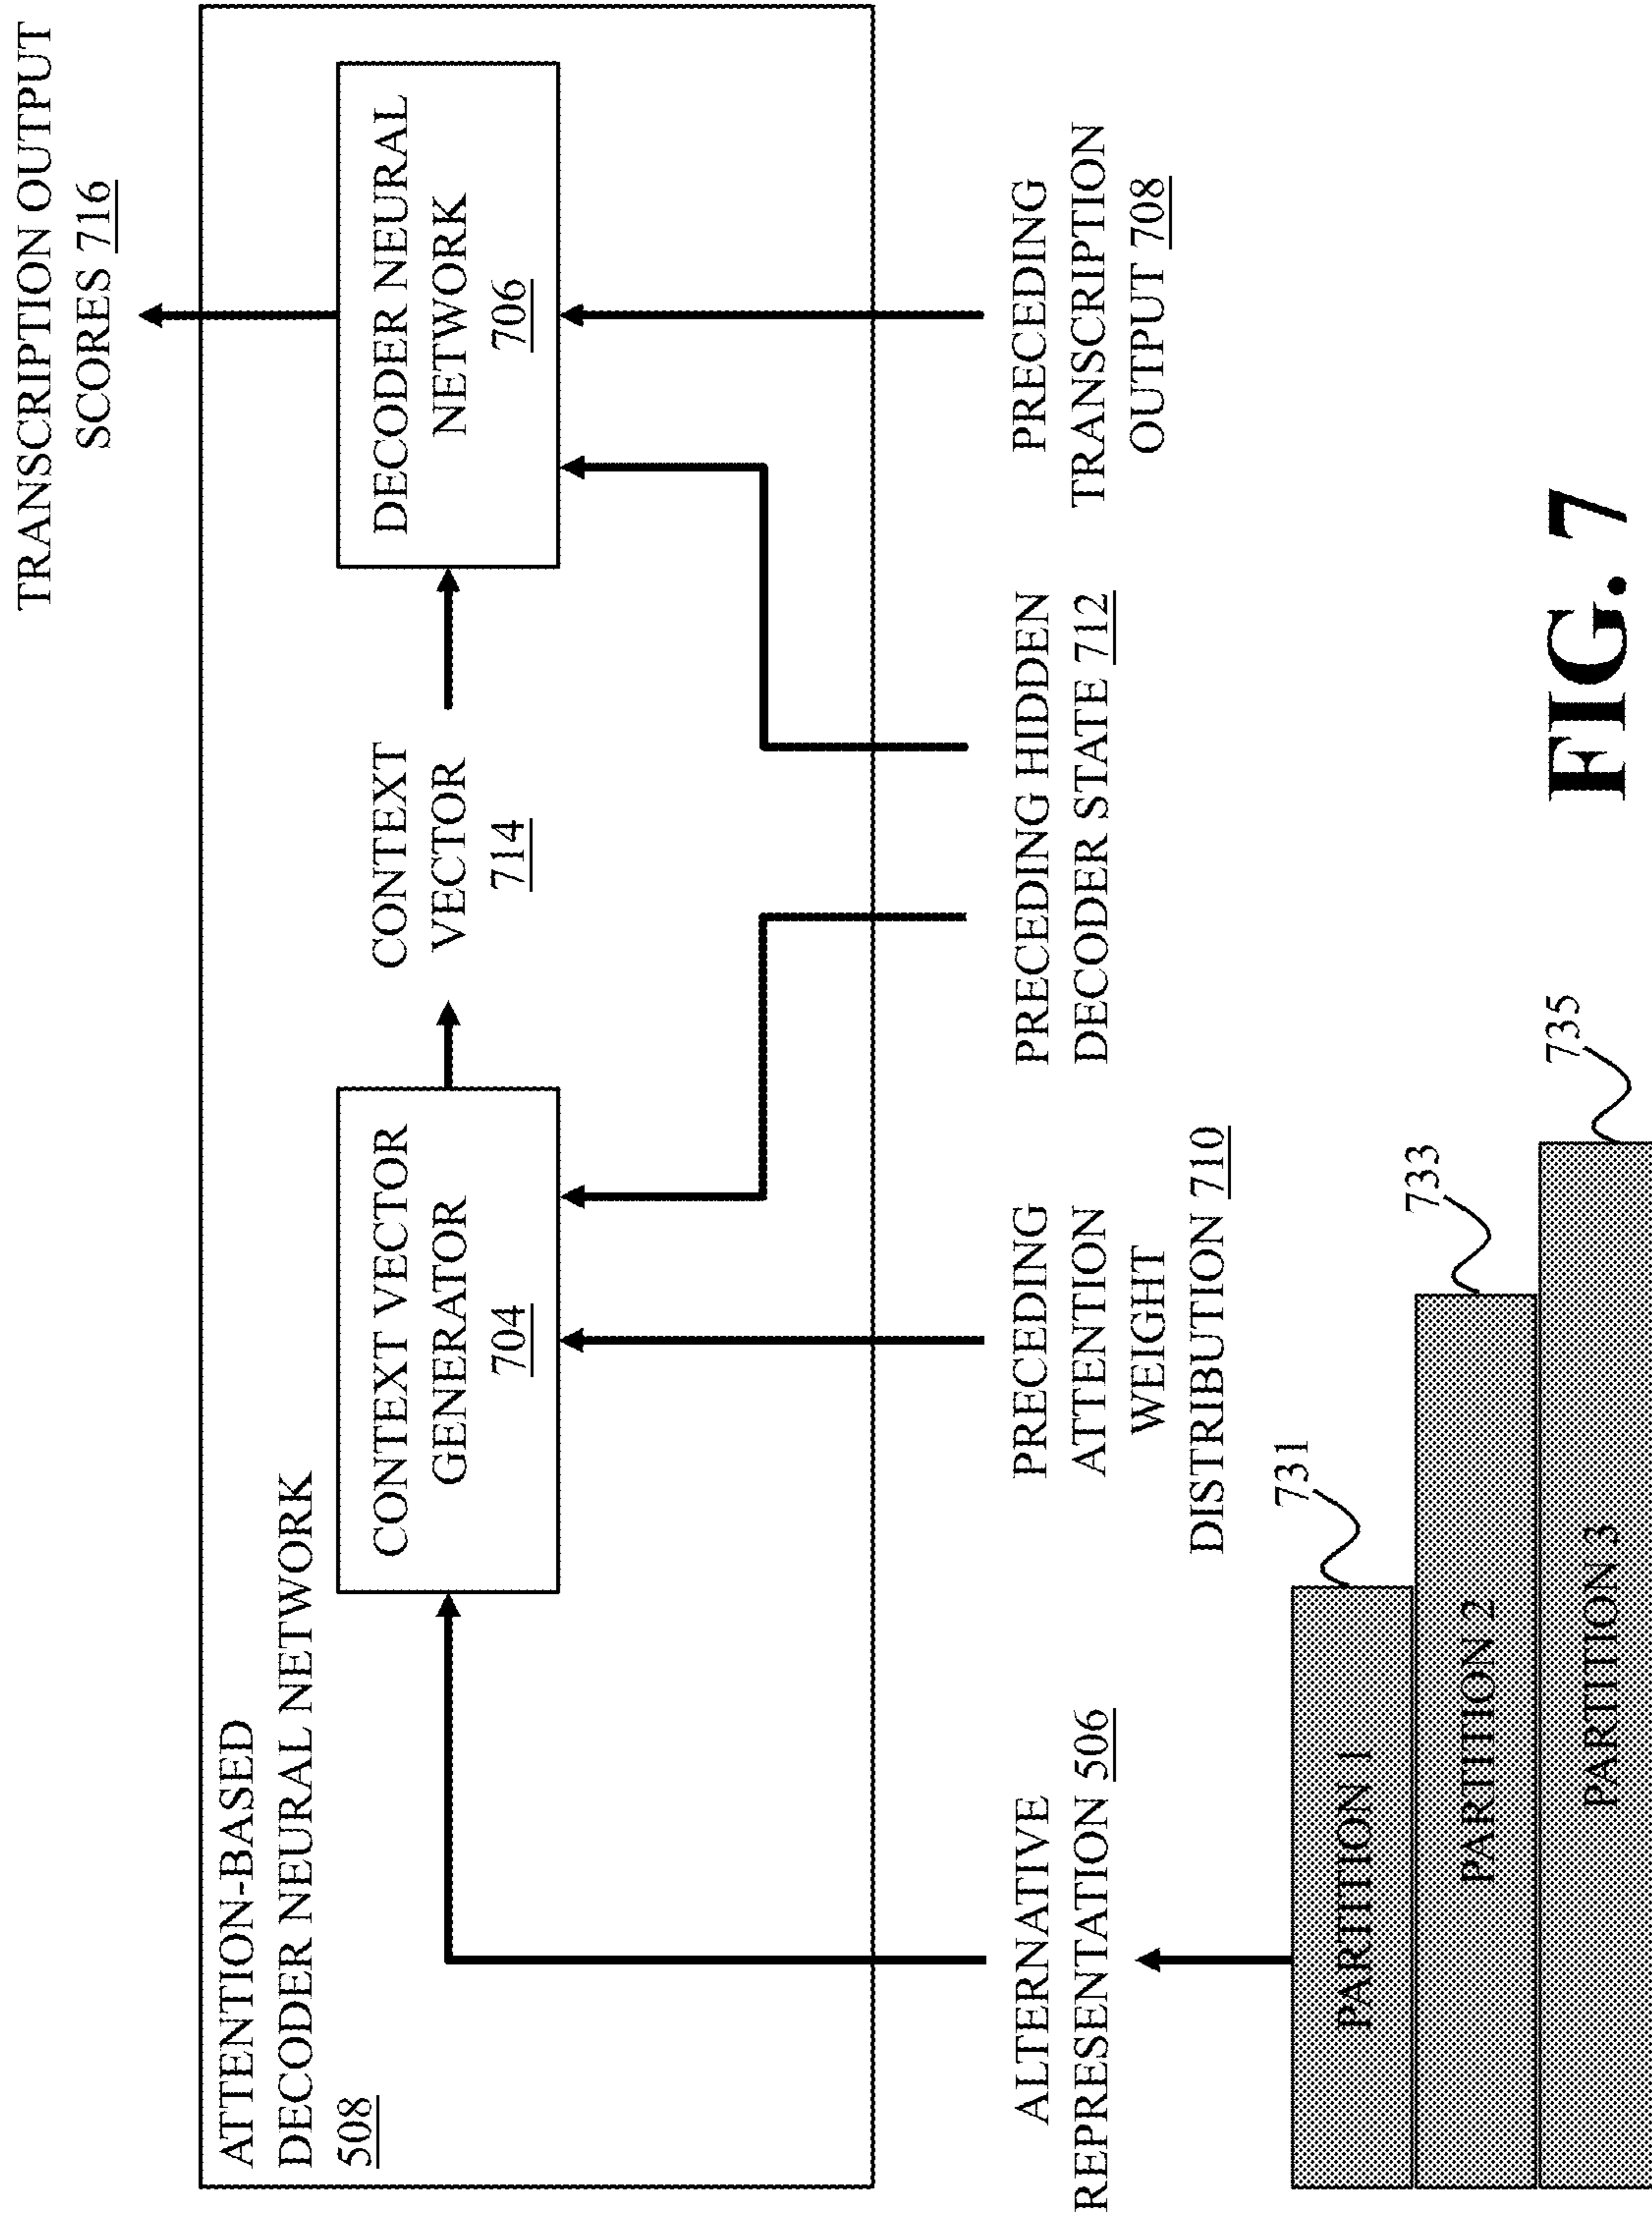 TRANSCRIPTION OUTPUT
SCORES 716
ATTENTION-BASED
DECODER NEURAL NETWORK
508
CONTEXT VECTOR
GENERATOR
704
CONTEXT
VECTOR
714
DECODER NEURAL
NETWORK
706
ALTERNATIVE
REPRESENTATION 506
PRECEDING
ATTENTION
WEIGHT
DISTRIBUTION 710
PRECEDING HIDDEN
DECODER STATE 712
PRECEDING
TRANSCRIPTION
OUTPUT 708
PARTITION 1
731
PARTITION 2
733
PARTITION 3
735
FIG. 7